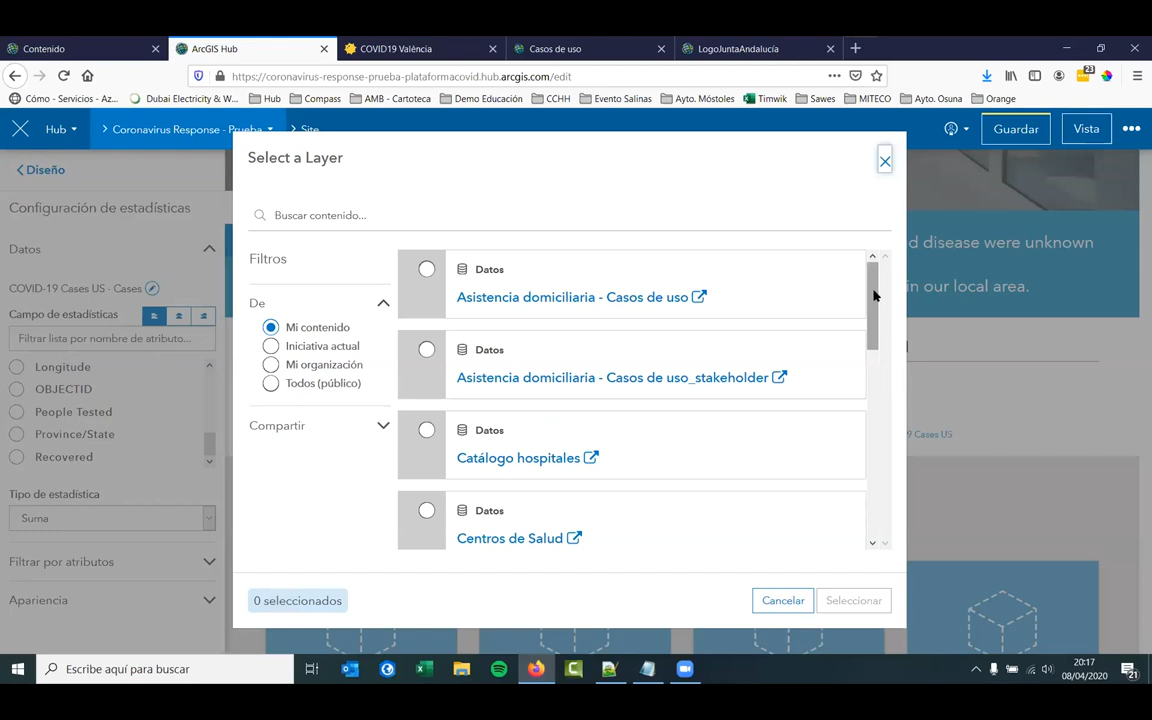 Contenido
ArcGIS Hub
COVID19 València
Casos de uso
LogoJuntaAndalucía
https://coronavirus-response-prueba-plataformacovid.hub.arcgis.com/edit
23
Cómo - Servicios - Az...
Dubai Electricity & W...
Hub
Compass
AMB - Cartoteca
Demo Educación
CCHH
Evento Salinas
Ayto. Móstoles
Timwik
Sawes
MITECO
Ayto. Osuna
Orange
Hub
Coronavirus Response - Prueba
Site
Guardar
Vista
Diseño
Configuración de estadísticas
Datos
COVID-19 Cases US - Cases
Campo de estadísticas
Filtrar lista por nombre de atributo...
Longitude
OBJECTID
People Tested
Province/State
Recovered
Tipo de estadística
Suma
Filtrar por atributos
Apariencia
Select a Layer
Buscar contenido...
Filtros
De
Mi contenido
Iniciativa actual
Mi organización
Todos (público)
Compartir
Datos
Asistencia domiciliaria - Casos de uso
Datos
Asistencia domiciliaria - Casos de uso_stakeholder
Datos
Catálogo hospitales
Datos
Centros de Salud
0 seleccionados
Cancelar
Seleccionar
d disease were unknown
in our local area.
9 Cases US
Escribe aquí para buscar
20:17
08/04/2020
21